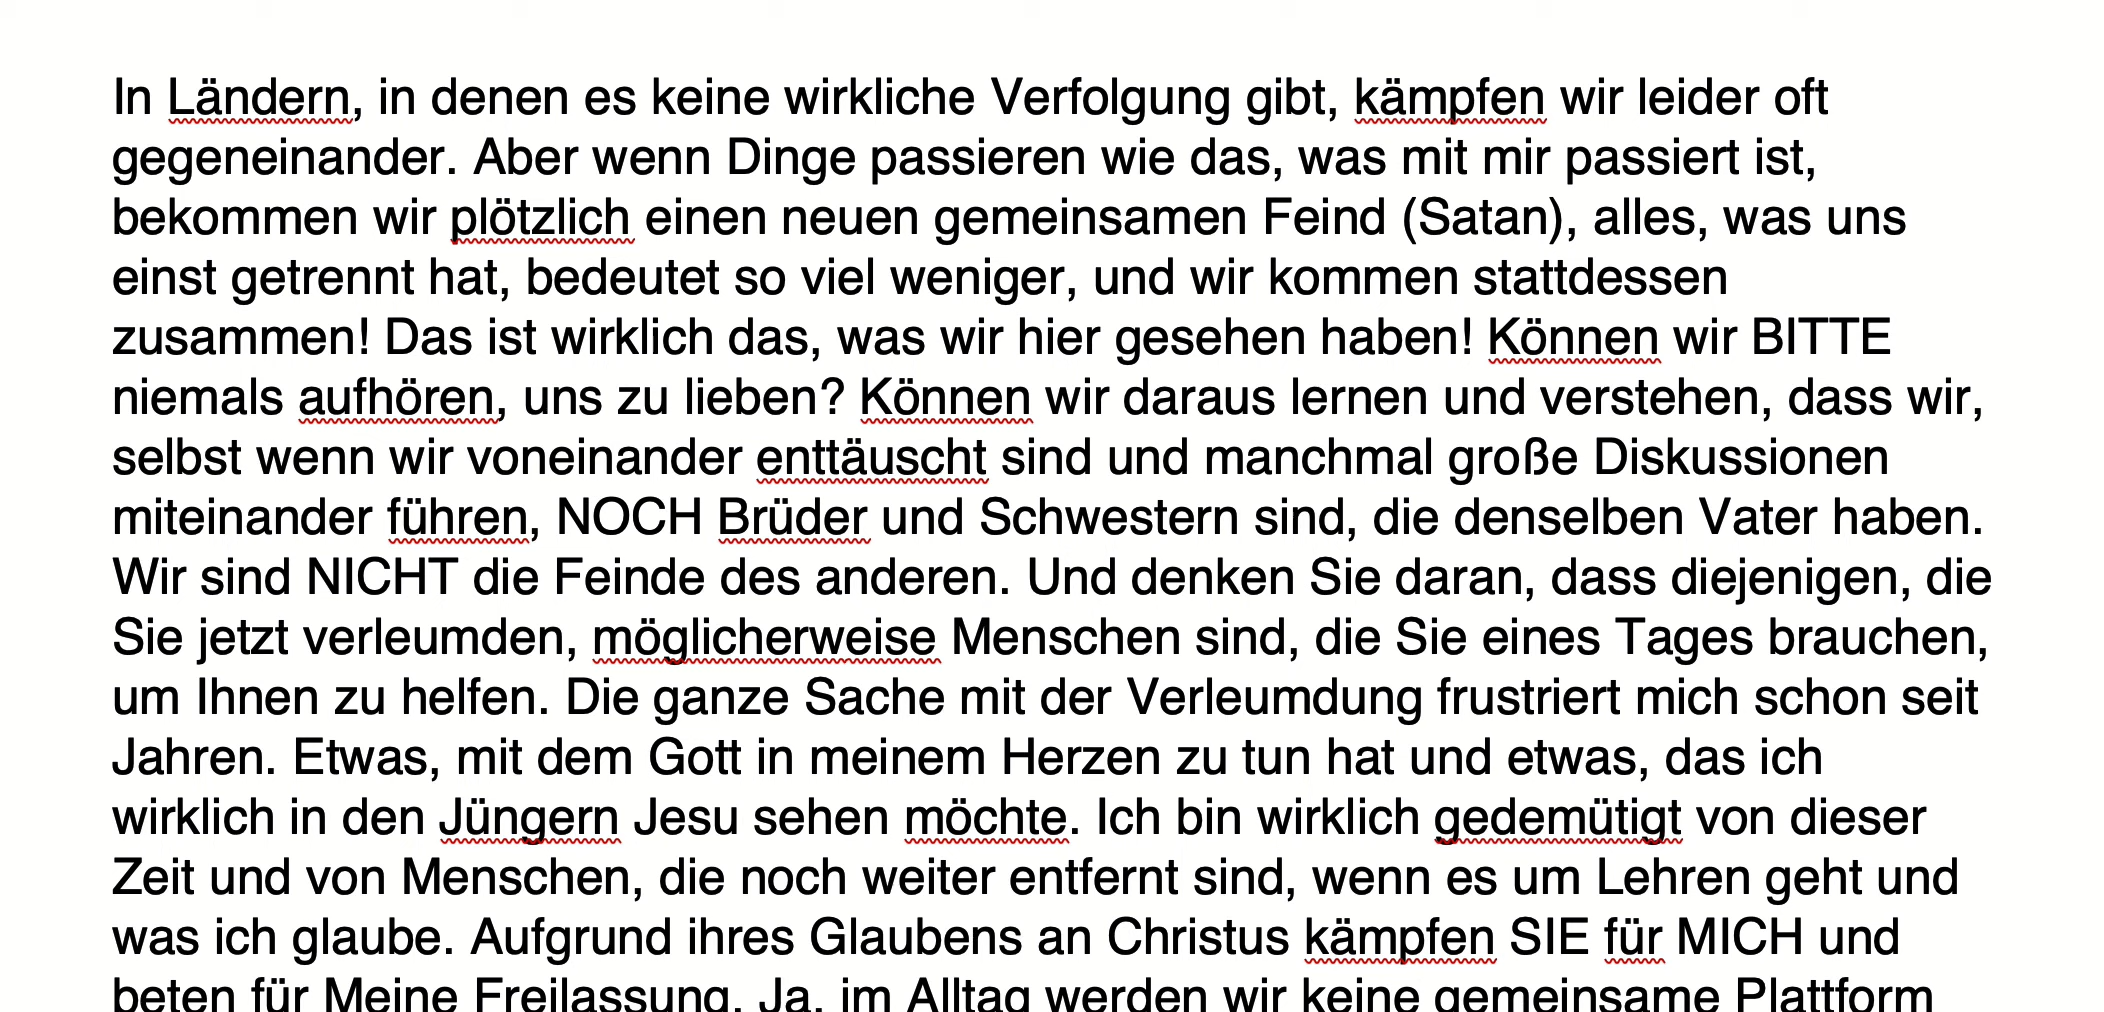 In Ländern, in denen es keine wirkliche Verfolgung gibt, kämpfen wir leider oft
gegeneinander. Aber wenn Dinge passieren wie das, was mit mir passiert ist,
bekommen wir plötzlich einen neuen gemeinsamen Feind (Satan), alles, was uns
einst getrennt hat, bedeutet so viel weniger, und wir kommen stattdessen
zusammen! Das ist wirklich das, was wir hier gesehen haben! Können wir BITTE
niemals aufhören, uns zu lieben? Können wir daraus lernen und verstehen, dass wir,
selbst wenn wir voneinander enttäuscht sind und manchmal große Diskussionen
miteinander führen, NOCH Brüder und Schwestern sind, die denselben Vater haben.
Wir sind NICHT die Feinde des anderen. Und denken Sie daran, dass diejenigen, die
Sie jetzt verleumden, möglicherweise Menschen sind, die Sie eines Tages brauchen,
um Ihnen zu helfen. Die ganze Sache mit der Verleumdung frustriert mich schon seit
Jahren. Etwas, mit dem Gott in meinem Herzen zu tun hat und etwas, das ich
wirklich in den Jüngern Jesu sehen möchte. Ich bin wirklich gedemütigt von dieser
Zeit und von Menschen, die noch weiter entfernt sind, wenn es um Lehren geht und
was ich glaube. Aufgrund ihres Glaubens an Christus kämpfen SIE für MICH und
beten für Meine Freilassung. Ja, im Alltag werden wir keine gemeinsame Plattform